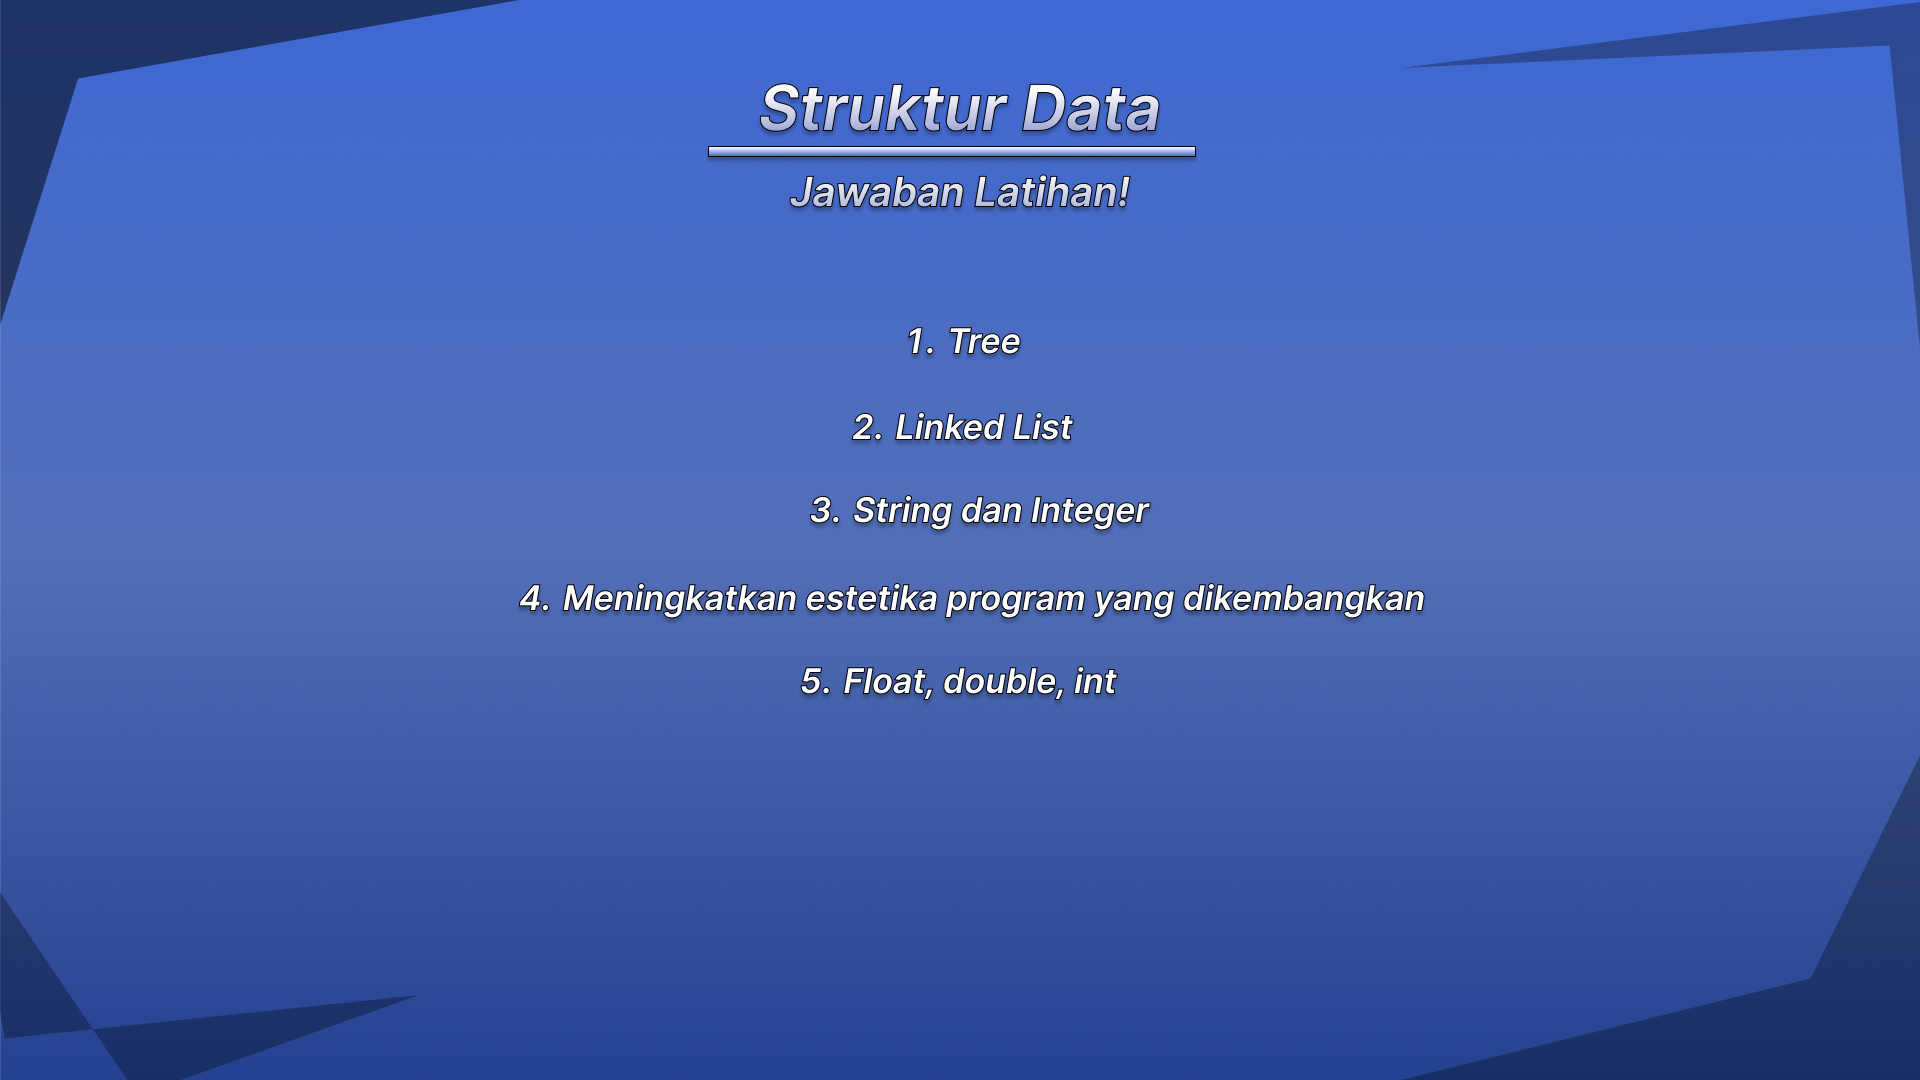 Struktur Data
Jawaban Latihan!
1. Tree
2. Linked List
3. String dan Integer
4. Meningkatkan estetika program yang dikembangkan
5. Float, double, int